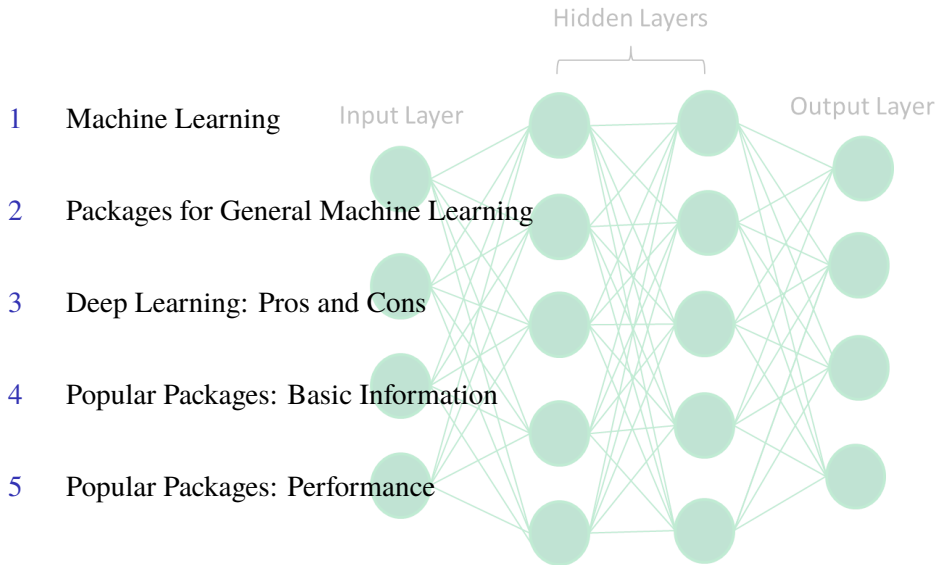 Hidden Layers
Input Layer
Output Layer
1 Machine Learning
2 Packages for General Machine Learning
3 Deep Learning: Pros and Cons
4 Popular Packages: Basic Information
5 Popular Packages: Performance